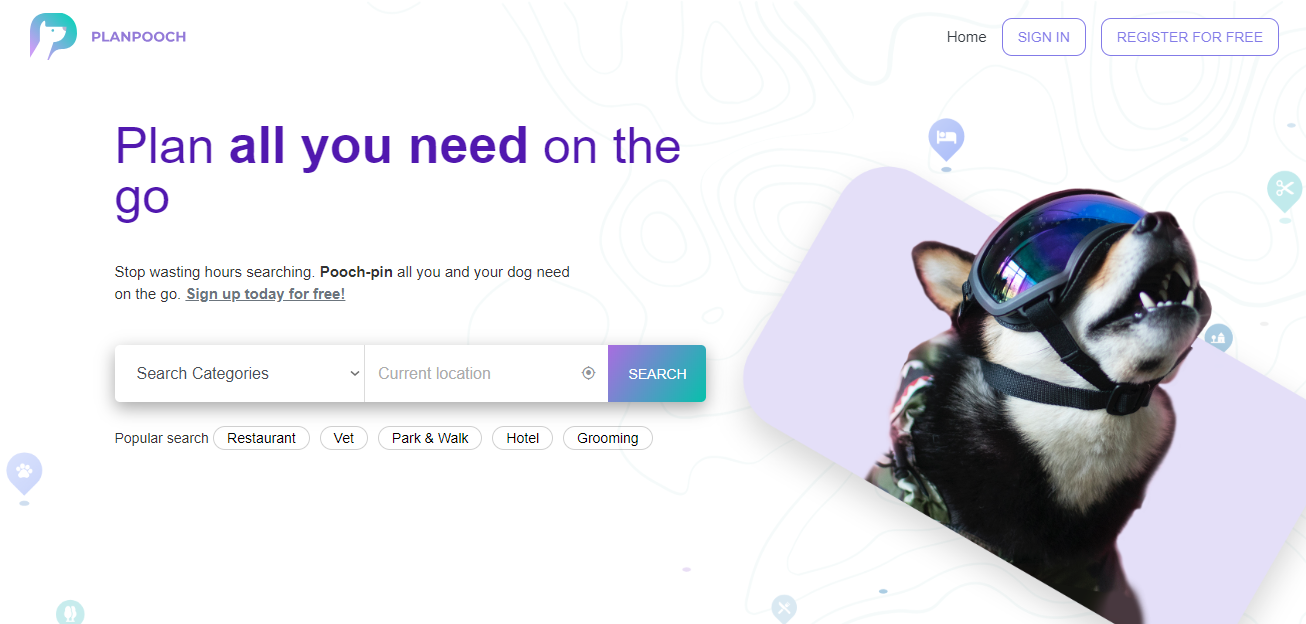 PLANPOOCH
Home
SIGN IN
REGISTER FOR FREE
Plan all you need on the
go
Stop wasting hours searching. Pooch-pin all you and your dog need
on the go. Sign up today for free!
Search Categories
Current location
SEARCH
Popular search Restaurant Vet Park & Walk Hotel Grooming